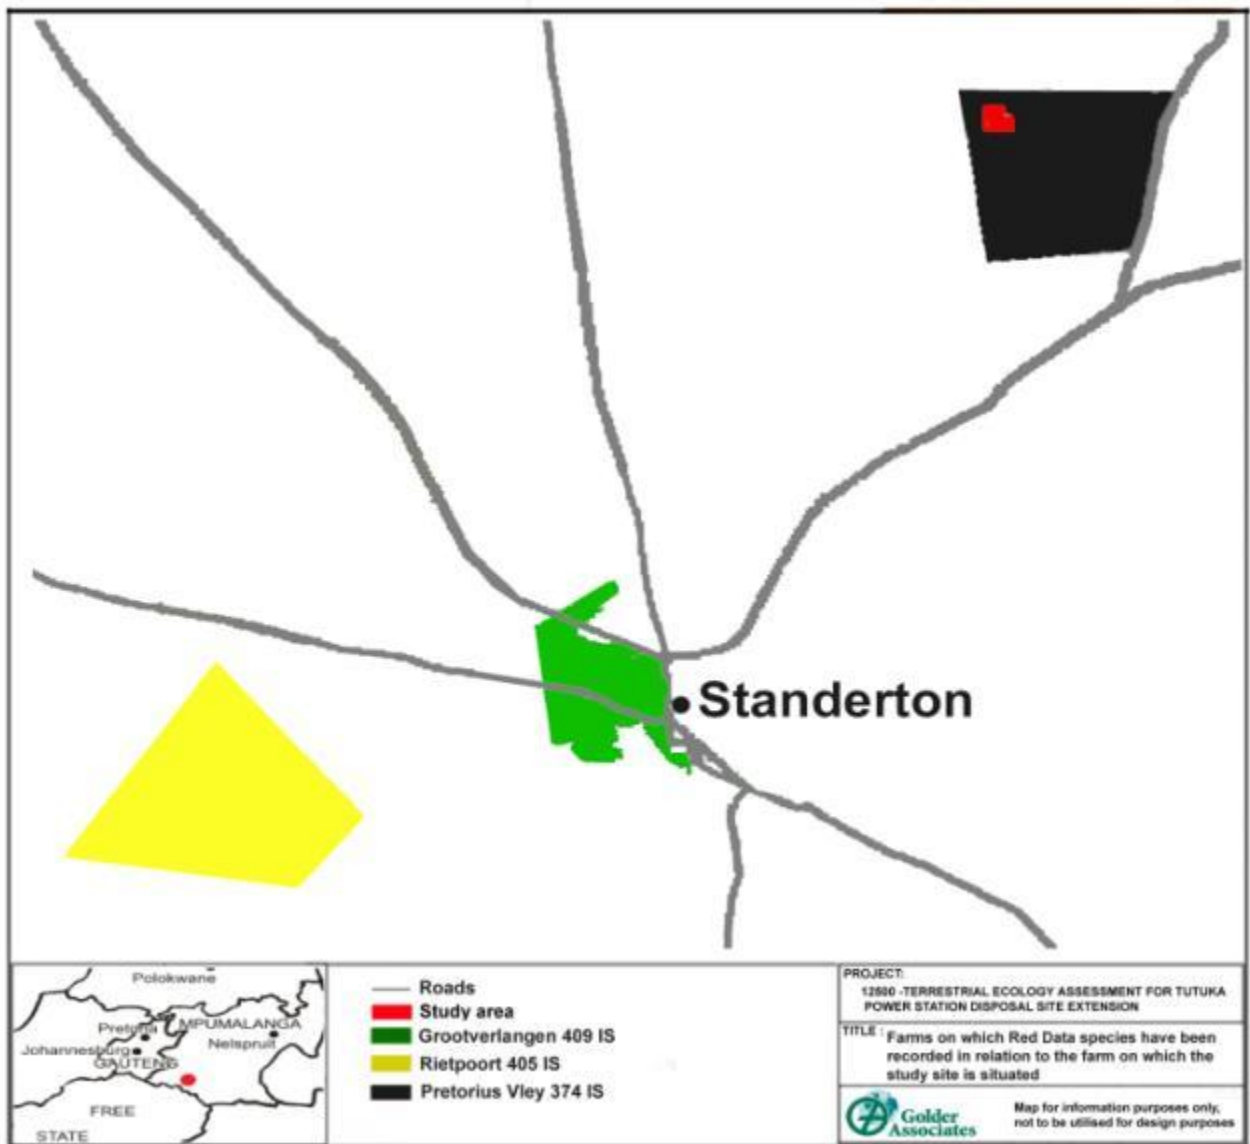 Standerton
Polokwane
Pretoria
MPUMALANGA
Nelspruit
Johannesburg
GAUTENG
FREE
STATE
Roads
Study area
Grootverlangen 409 IS
Rietpoort 405 IS
Pretorius Vley 374 IS
PROJECT:
12600 -TERRESTRIAL ECOLOGY ASSESSMENT FOR TUTUKA
POWER STATION DISPOSAL SITE EXTENSION
TITLE : Farms on which Red Data species have been
recorded in relation to the farm on which the
study site is situated
Golder
Associates
Map for information purposes only,
not to be utilised for design purposes